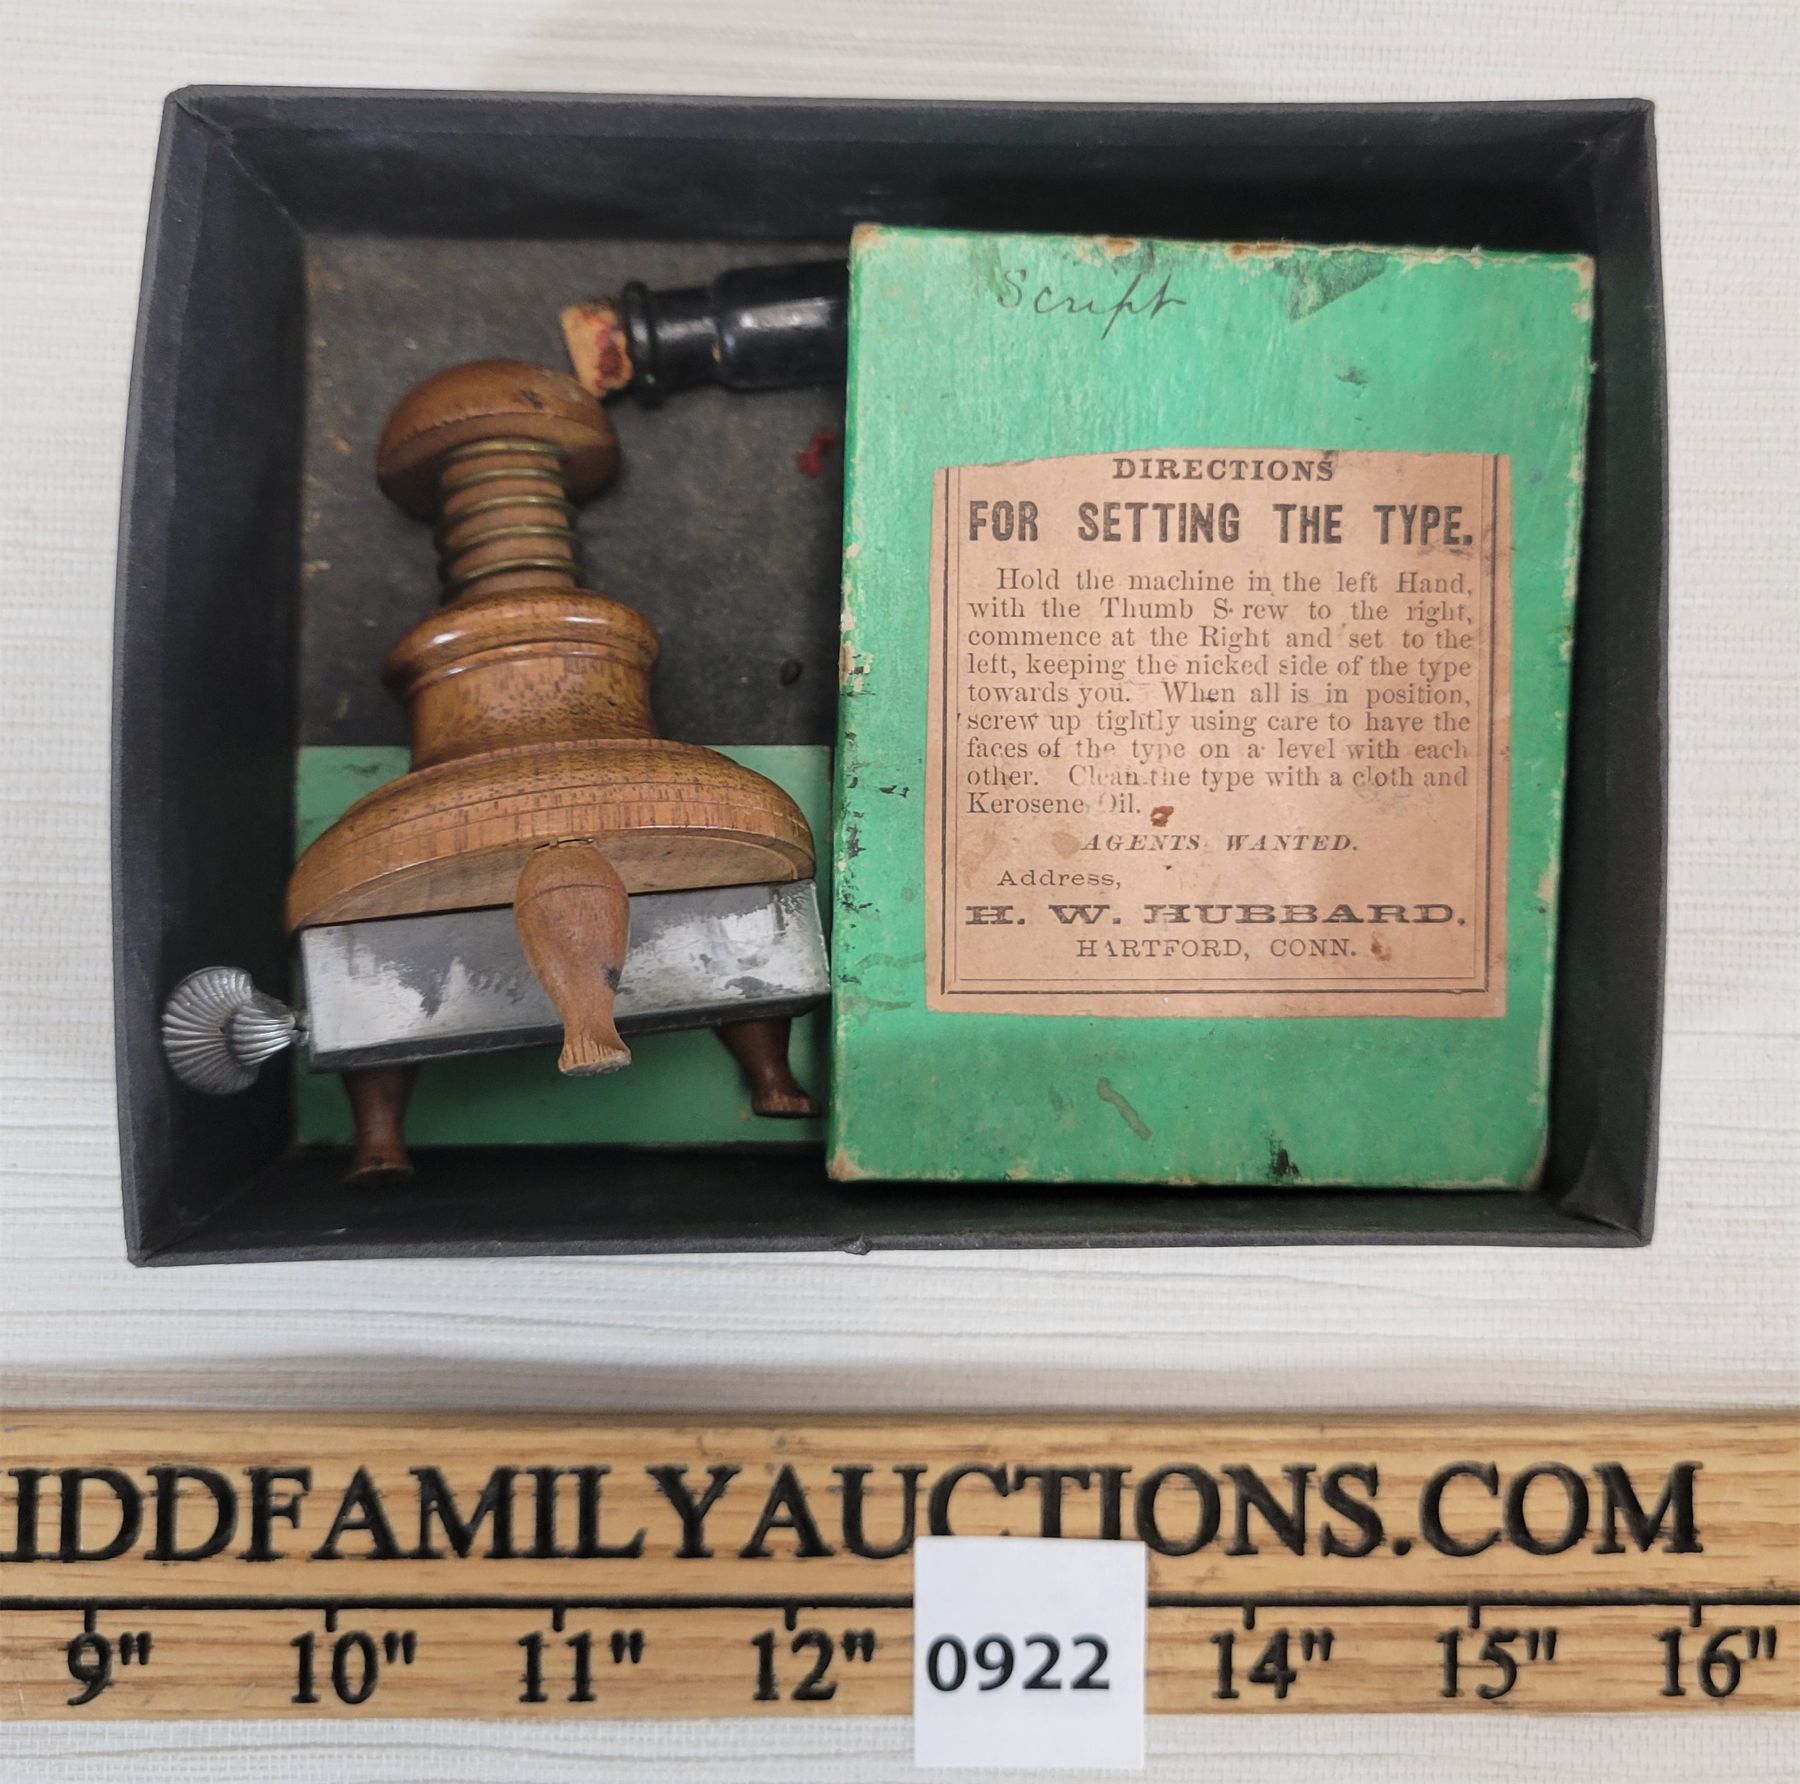 Script
DIRECTIONS
FOR SETTING THE TYPE.
Hold the machine in the left Hand,
with the Thumb S rew to the right,
commence at the Right and set to the
left, keeping the nicked side of the type
towards you. When all is in position,
screw up tightly using care to have the
faces of the type on a level with each
other. Clean the type with a cloth and
Kerosene Oil.
AGENTS WANTED.
Address,
H. W. HUBBARD,
HARTFORD, CONN.
IDDFAMILYAUCTIONS.COM
9" 10" 11" 12" 14" 15" 16"
0922